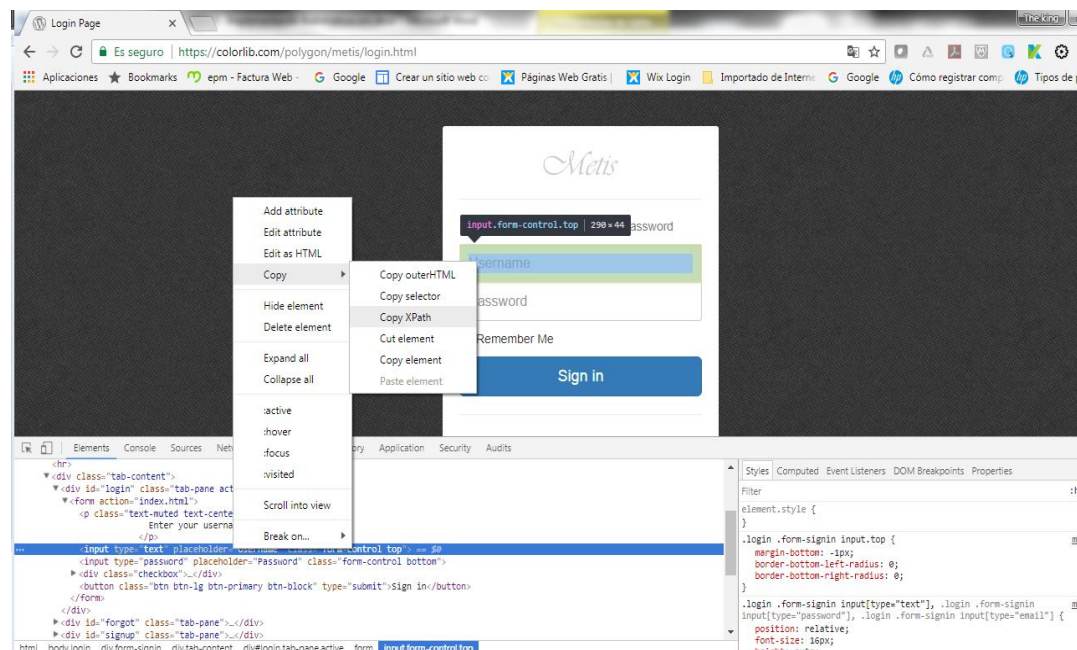 Login Page
The king
Es seguro | https://colorlib.com/polygon/metis/login.html
Aplicaciones Bookmarks epm - Factura Web - Google Crear un sitio web co Páginas Web Gratis | Wix Login Importado de Interne Google Cómo registrar comp Tipos de
Metis
input.form-control.top | 290×44 assword
Username
assword
Remember Me
Sign in
Add attribute
Edit attribute
Edit as HTML
Copy
Hide element
Delete element
Expand all
Collapse all
:active
:hover
:focus
:visited
Scroll into view
Break on...
Copy outerHTML
Copy selector
Copy XPath
Cut element
Copy element
Paste element
Elements Console Sources Net ory Application Security Audits
<hr>
<div class="tab-content">
<div id="login" class="tab-pane act
<form action="index.html">
<p class="text-muted text-cente
Enter your userna
</p>
<input type="text" placeholder="Username" class="form-control top"> == $0
<input type="password" placeholder="Password" class="form-control bottom">
<div class="checkbox">…</div>
<button class="btn btn-lg btn-primary btn-block" type="submit">Sign in</button>
</form>
</div>
<div id="forgot" class="tab-pane">…</div>
<div id="signup" class="tab-pane">…</div>
html body.login div.form-signin div.tab-content div#login.tab-pane.active form input.form-control.top
Styles Computed Event Listeners DOM Breakpoints Properties
Filter :h
element.style {
}
.login .form-signin input.top {
margin-bottom: -1px;
border-bottom-left-radius: 0;
border-bottom-right-radius: 0;
}
.login .form-signin input[type="text"], .login .form-signin
input[type="password"], .login .form-signin input[type="email"] {
position: relative;
font-size: 16px;